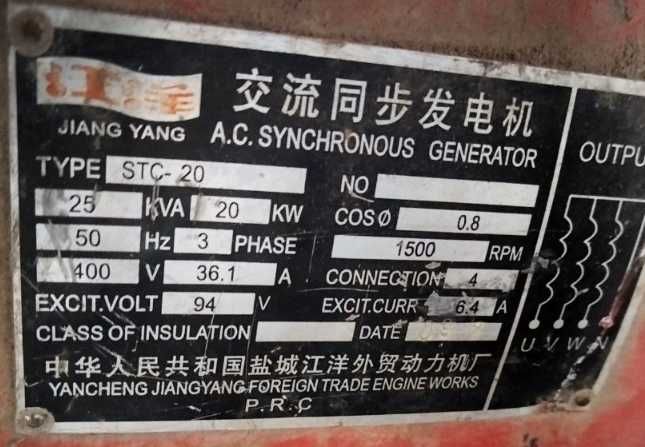 江洋
交流同步发电机
JIANG YANG
A.C. SYNCHRONOUS GENERATOR
OUTPU
TYPE STC-20
NO
25 KVA 20 KW
COSØ 0.8
50 Hz 3 PHASE
1500 RPM
400 V 36.1 A
CONNECTION 4
EXCIT.VOLT 94 V
EXCIT.CURR 6.4 A
CLASS OF INSULATION
DATE
U V W N
中华人民共和国盐城江洋外贸动力机厂
YANCHENG JIANGYANG FOREIGN TRADE ENGINE WORKS
P.R.C